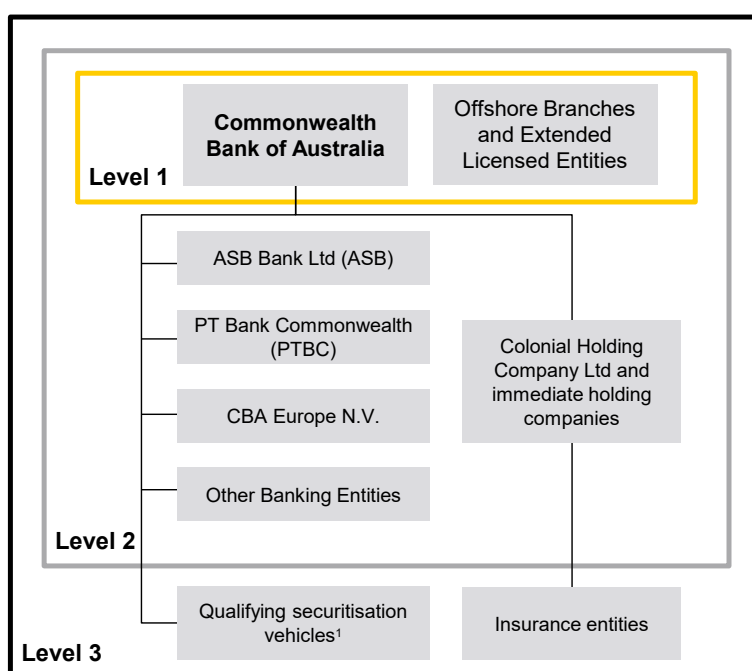 Commonwealth
Bank of Australia
Offshore Branches
and Extended
Licensed Entities
Level 1
ASB Bank Ltd (ASB)
PT Bank Commonwealth
(PTBC)
Colonial Holding
Company Ltd and
immediate holding
companies
CBA Europe N.V.
Other Banking Entities
Level 2
Qualifying securitisation
vehicles¹
Insurance entities
Level 3